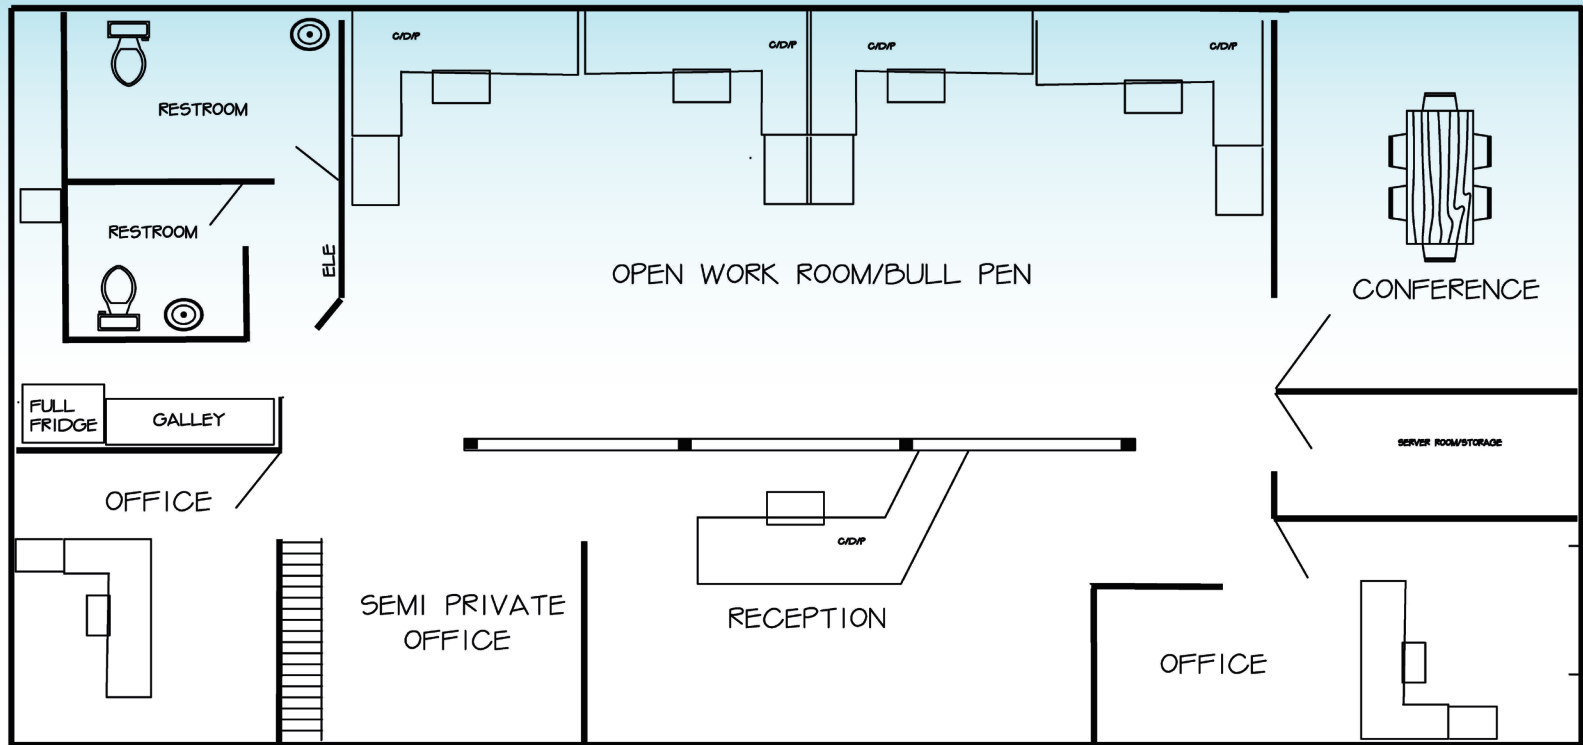 C/D/P
C/D/P
C/D/P
C/D/P
RESTROOM
RESTROOM
ELE
OPEN WORK ROOM/BULL PEN
CONFERENCE
FULL
FRIDGE
GALLEY
SERVER ROOM/STORAGE
OFFICE
C/D/P
SEMI PRIVATE
OFFICE
RECEPTION
OFFICE